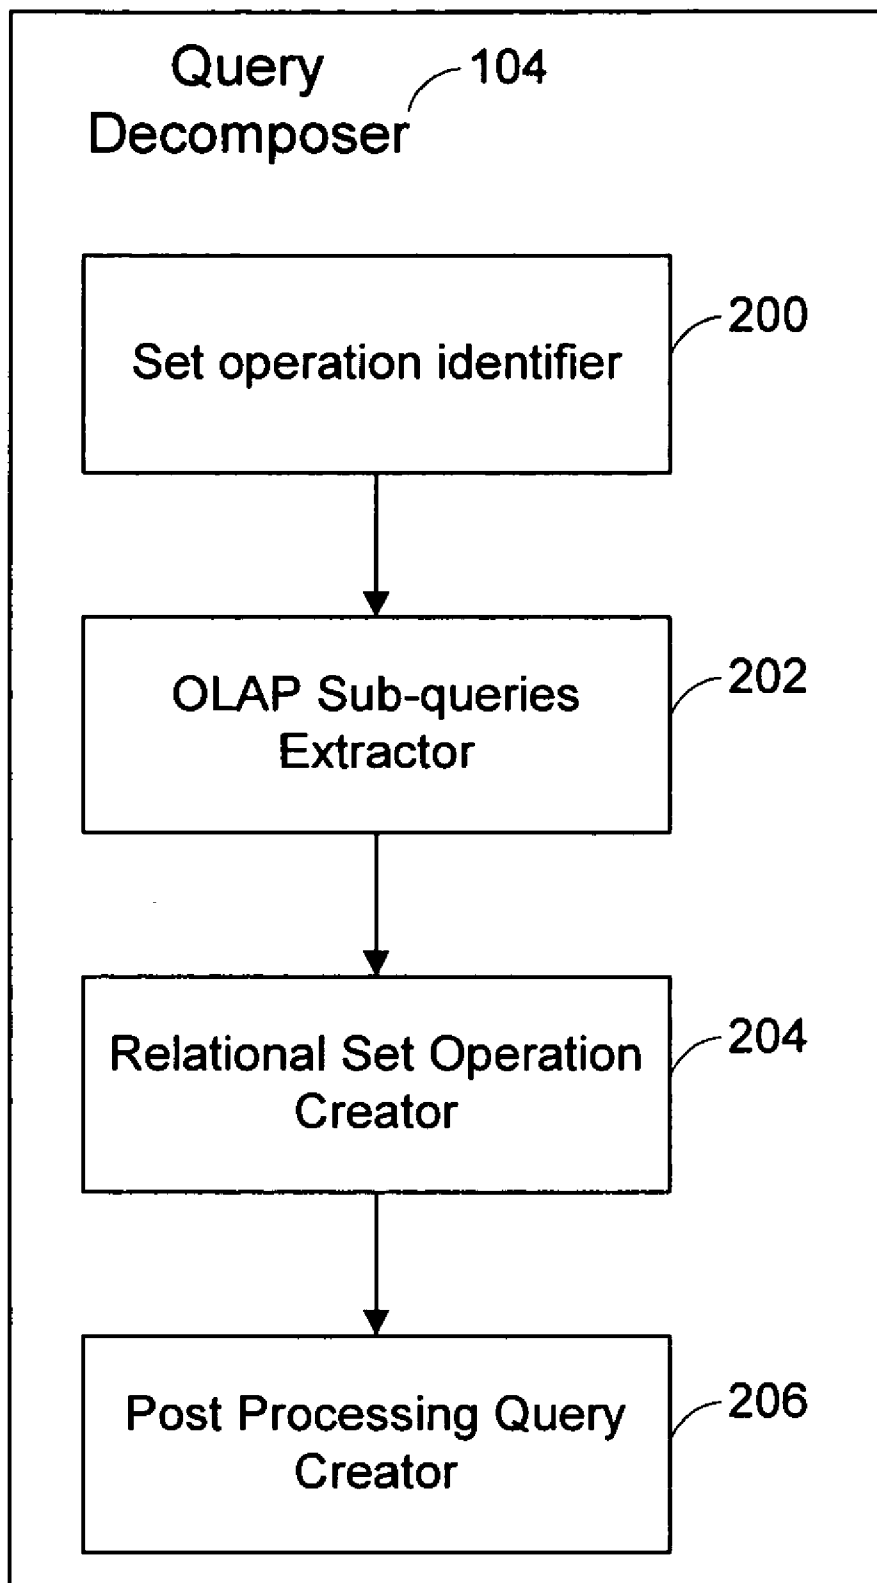 Query
Decomposer
104
Set operation identifier
200
OLAP Sub-queries
Extractor
202
Relational Set Operation
Creator
204
Post Processing Query
Creator
206